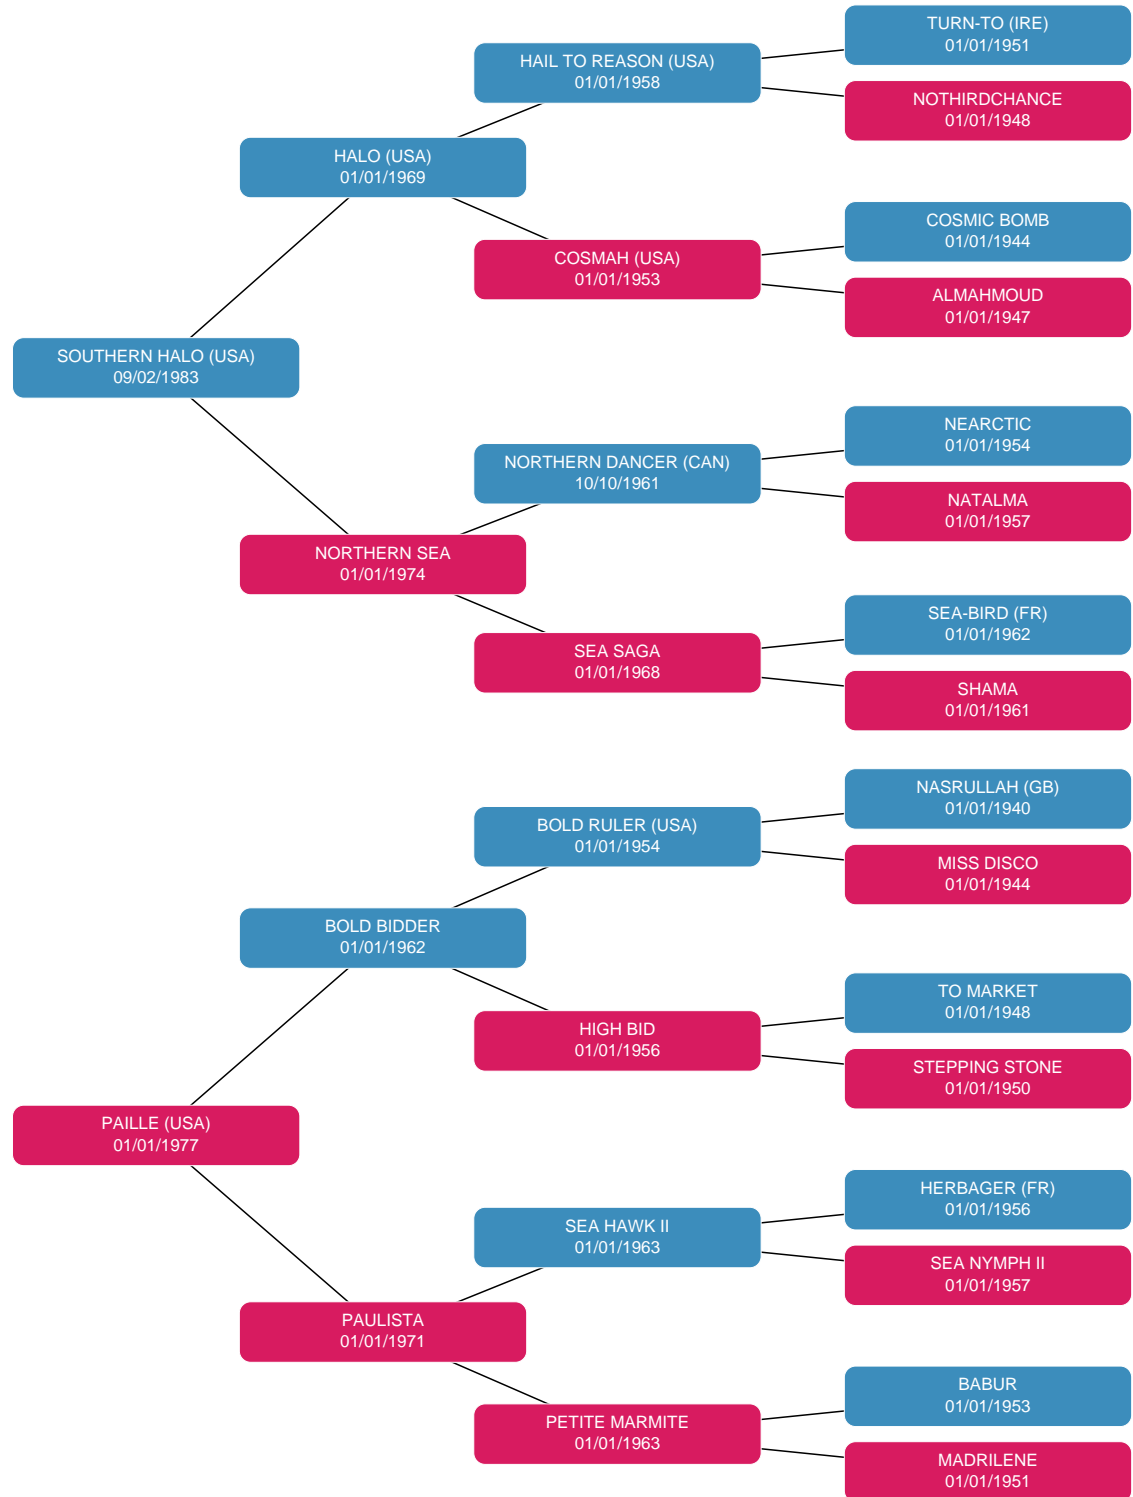 TURN-TO (IRE)
01/01/1951
HAIL TO REASON (USA)
01/01/1958
NOTHIRDCHANCE
01/01/1948
HALO (USA)
01/01/1969
COSMIC BOMB
01/01/1944
COSMAH (USA)
01/01/1953
ALMAHMOUD
01/01/1947
SOUTHERN HALO (USA)
09/02/1983
NEARCTIC
01/01/1954
NORTHERN DANCER (CAN)
10/10/1961
NATALMA
01/01/1957
NORTHERN SEA
01/01/1974
SEA-BIRD (FR)
01/01/1962
SEA SAGA
01/01/1968
SHAMA
01/01/1961
NASRULLAH (GB)
01/01/1940
BOLD RULER (USA)
01/01/1954
MISS DISCO
01/01/1944
BOLD BIDDER
01/01/1962
TO MARKET
01/01/1948
HIGH BID
01/01/1956
STEPPING STONE
01/01/1950
PAILLE (USA)
01/01/1977
HERBAGER (FR)
01/01/1956
SEA HAWK II
01/01/1963
SEA NYMPH II
01/01/1957
PAULISTA
01/01/1971
BABUR
01/01/1953
PETITE MARMITE
01/01/1963
MADRILENE
01/01/1951